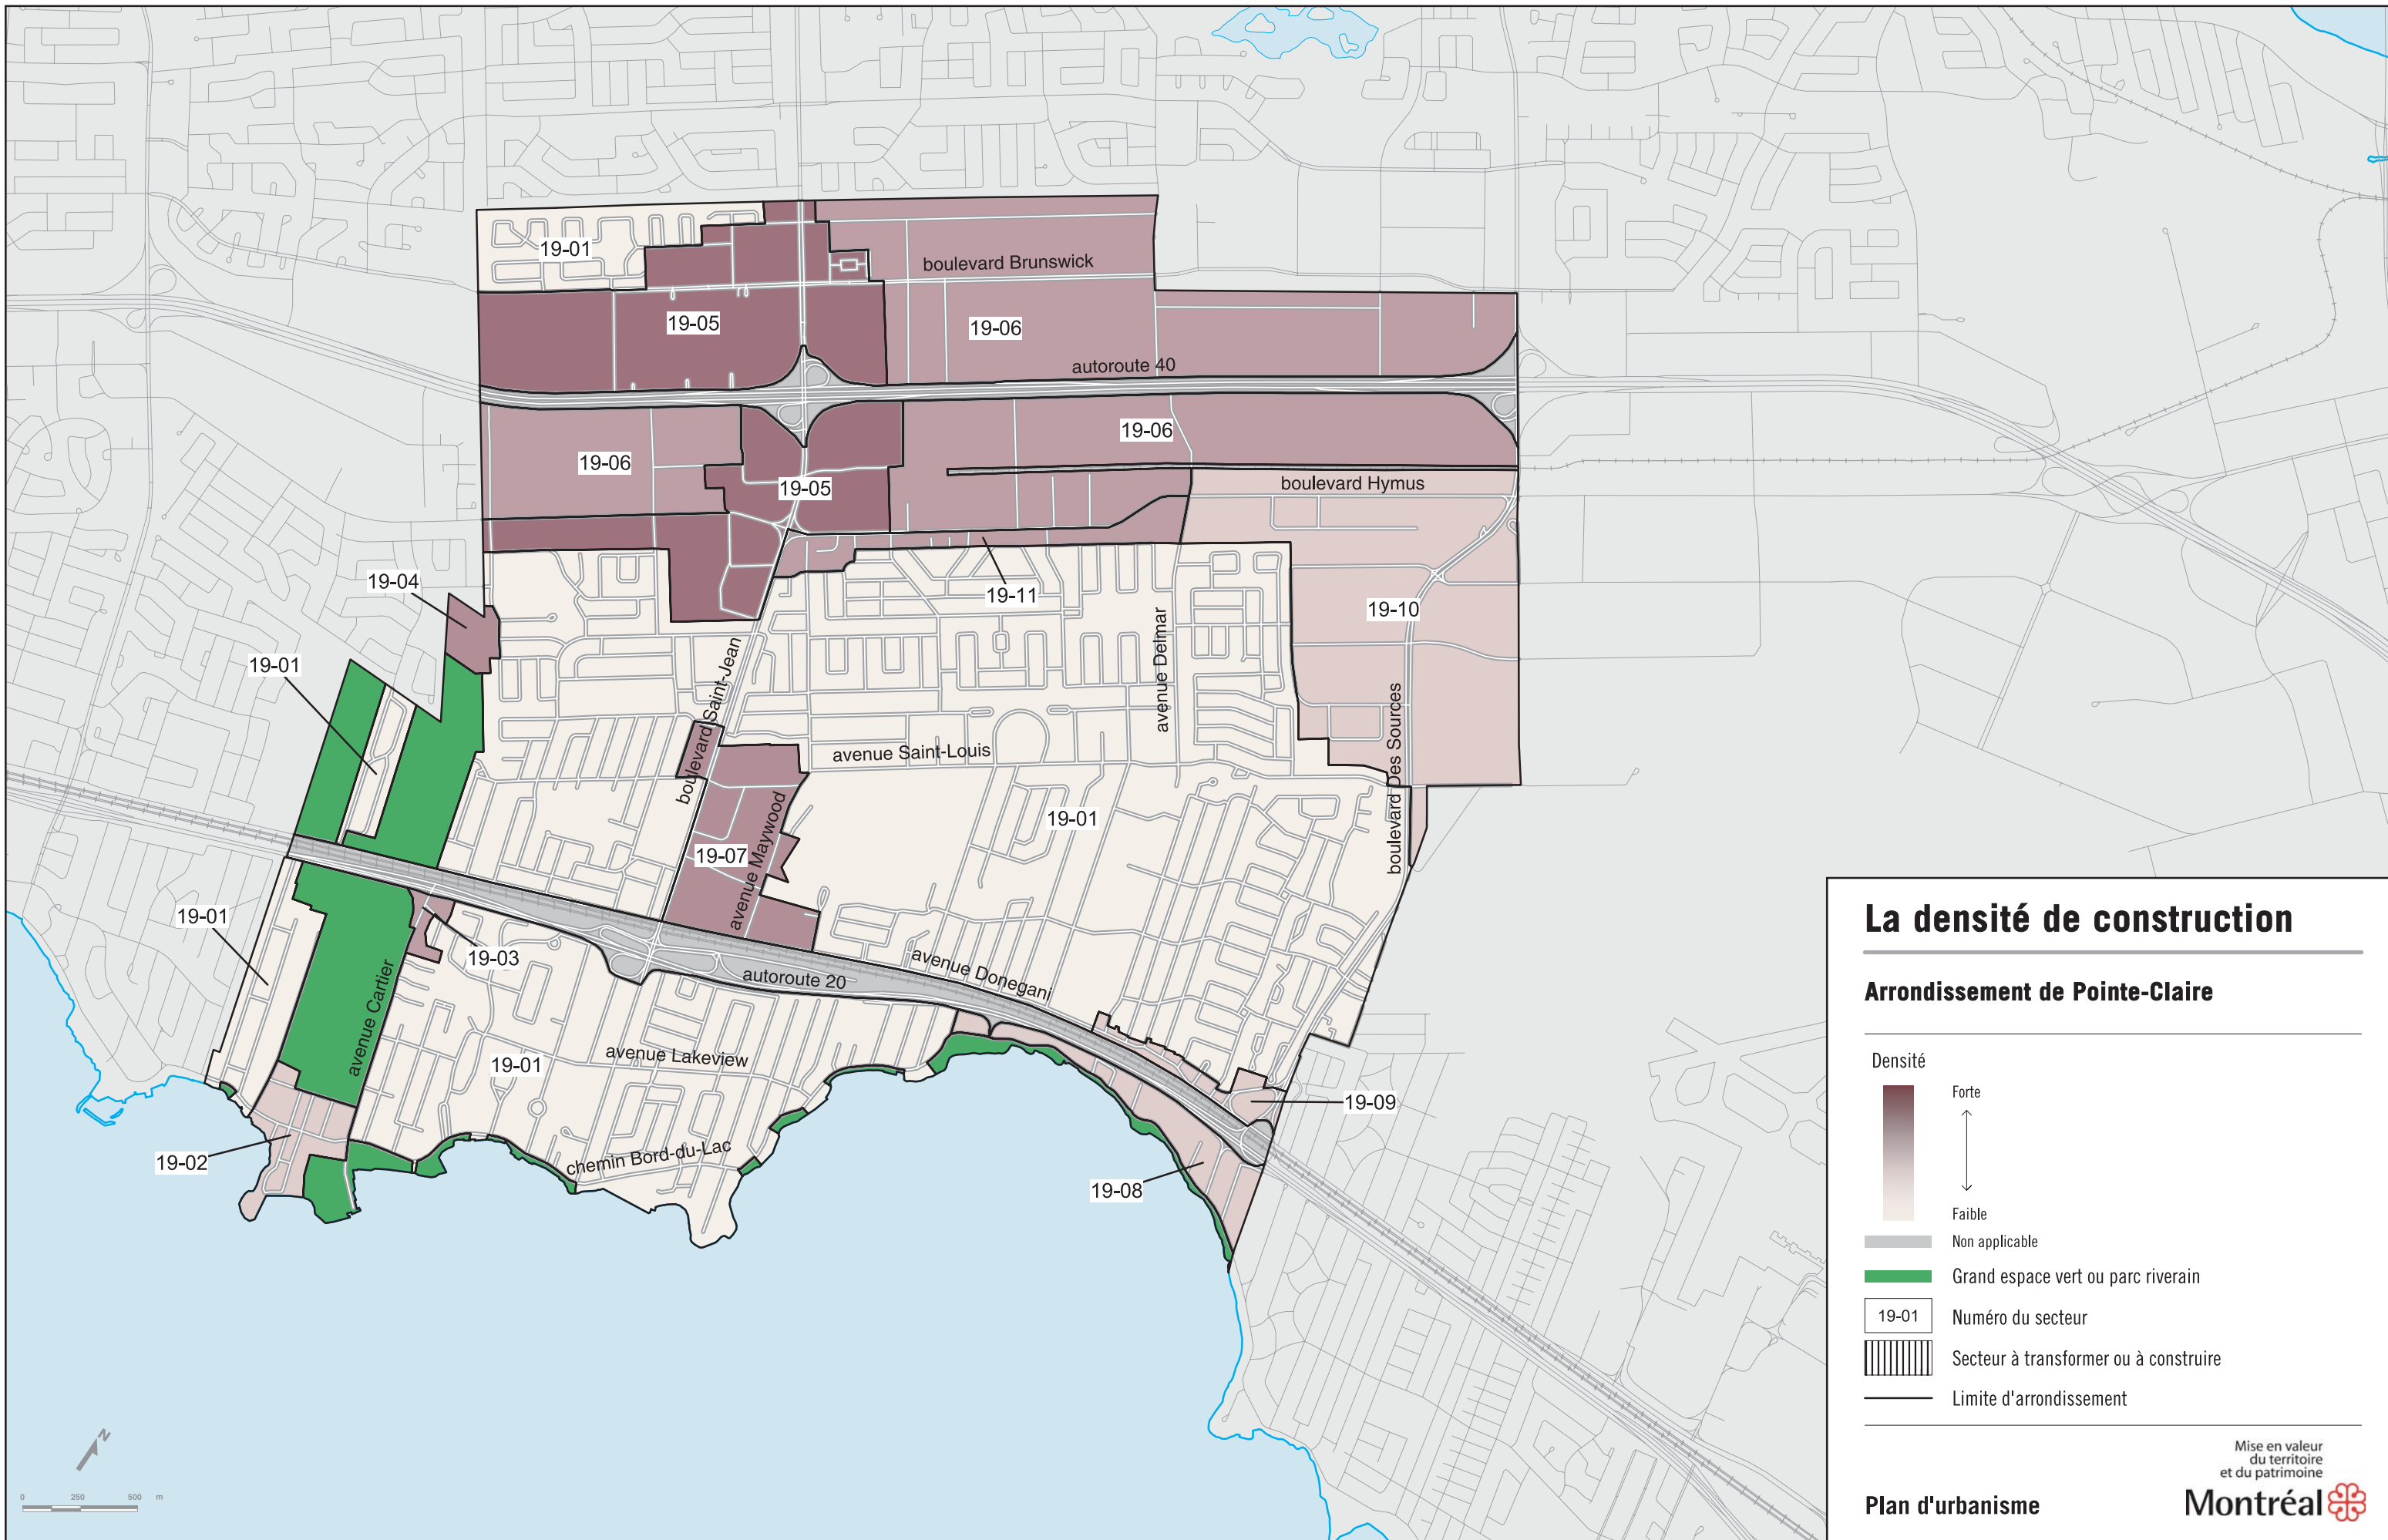 19-01
boulevard Brunswick
19-05
19-06
autoroute 40
19-06
19-06
19-05
boulevard Hymus
19-04
19-11
19-10
19-01
boulevard Saint-Jean
avenue Delmar
avenue Saint-Louis
boulevard Des Sources
19-01
avenue Maywood
19-07
19-01
19-03
avenue Donegani
autoroute 20
avenue Cartier
avenue Lakeview
19-01
19-09
chemin Bord-du-Lac
19-02
19-08
N
0 250 500 m
La densité de construction
Arrondissement de Pointe-Claire
Densité
Forte
Faible
Non applicable
Grand espace vert ou parc riverain
19-01 Numéro du secteur
Secteur à transformer ou à construire
Limite d'arrondissement
Mise en valeur
du territoire
et du patrimoine
Plan d'urbanisme
Montréal